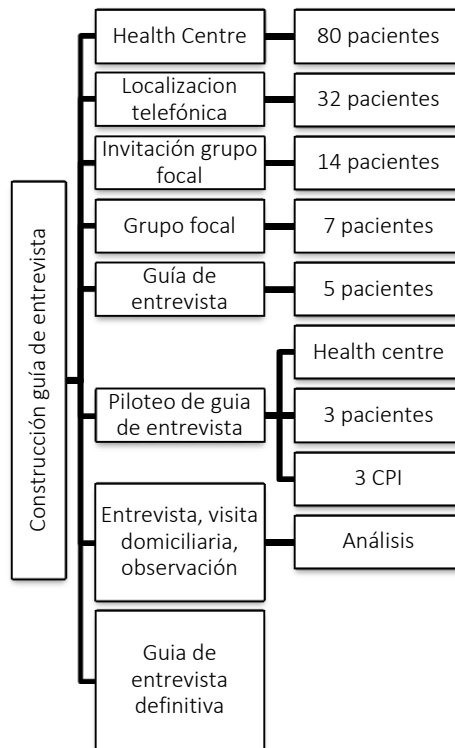 Construcción guía de entrevista
Health Centre
80 pacientes
Localizacion
telefónica
32 pacientes
Invitación grupo
focal
14 pacientes
Grupo focal
7 pacientes
Guía de
entrevista
5 pacientes
Piloteo de guia
de entrevista
Health centre
3 pacientes
3 CPI
Entrevista, visita
domiciliaria,
observación
Análisis
Guia de
entrevista
definitiva